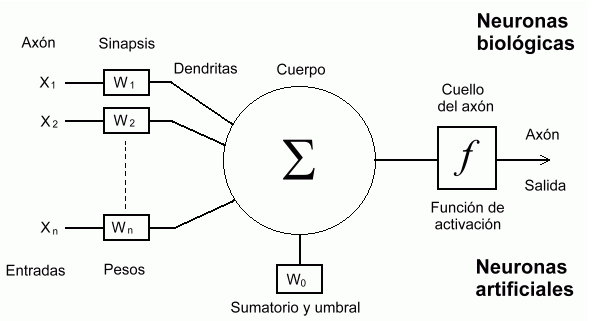 Neuronas
biológicas
Axón
Sinapsis
Dendritas
Cuerpo
Cuello
del axón
X1
W1
X2
W2
Σ
f
Axón
Salida
Xn
Wn
Función de
activación
Entradas
Pesos
W0
Sumatorio y umbral
Neuronas
artificiales